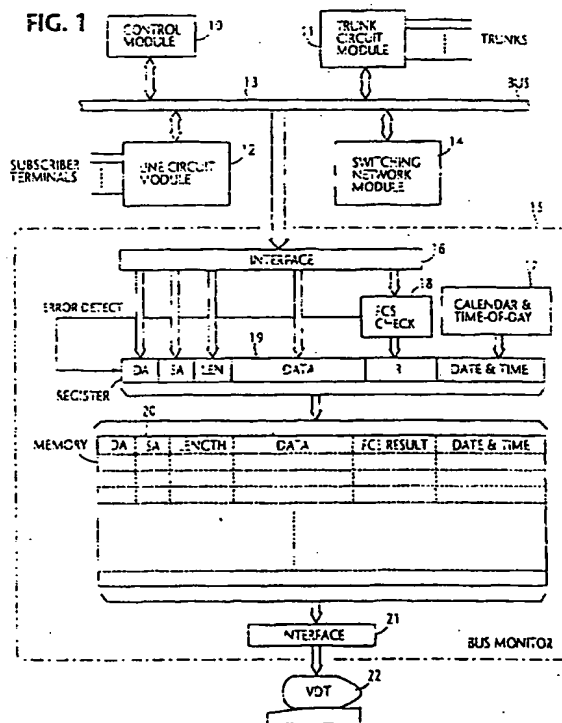 FIG. 1
CONTROL MODULE
10
11
TRUNK CIRCUIT MODULE
TRUNKS
13
BUS
SUBSCRIBER TERMINALS
LINE CIRCUIT MODULE
12
SWITCHING NETWORK MODULE
14
15
INTERFACE
16
ERROR DETECT
18
FCS CHECK
17
CALENDAR & TIME-OF-DAY
19
DA SA LEN DATA R DATE & TIME
REGISTER
20
MEMORY
DA SA LENGTH DATA FCS RESULT DATE & TIME
INTERFACE
21
BUS MONITOR
VDT
22